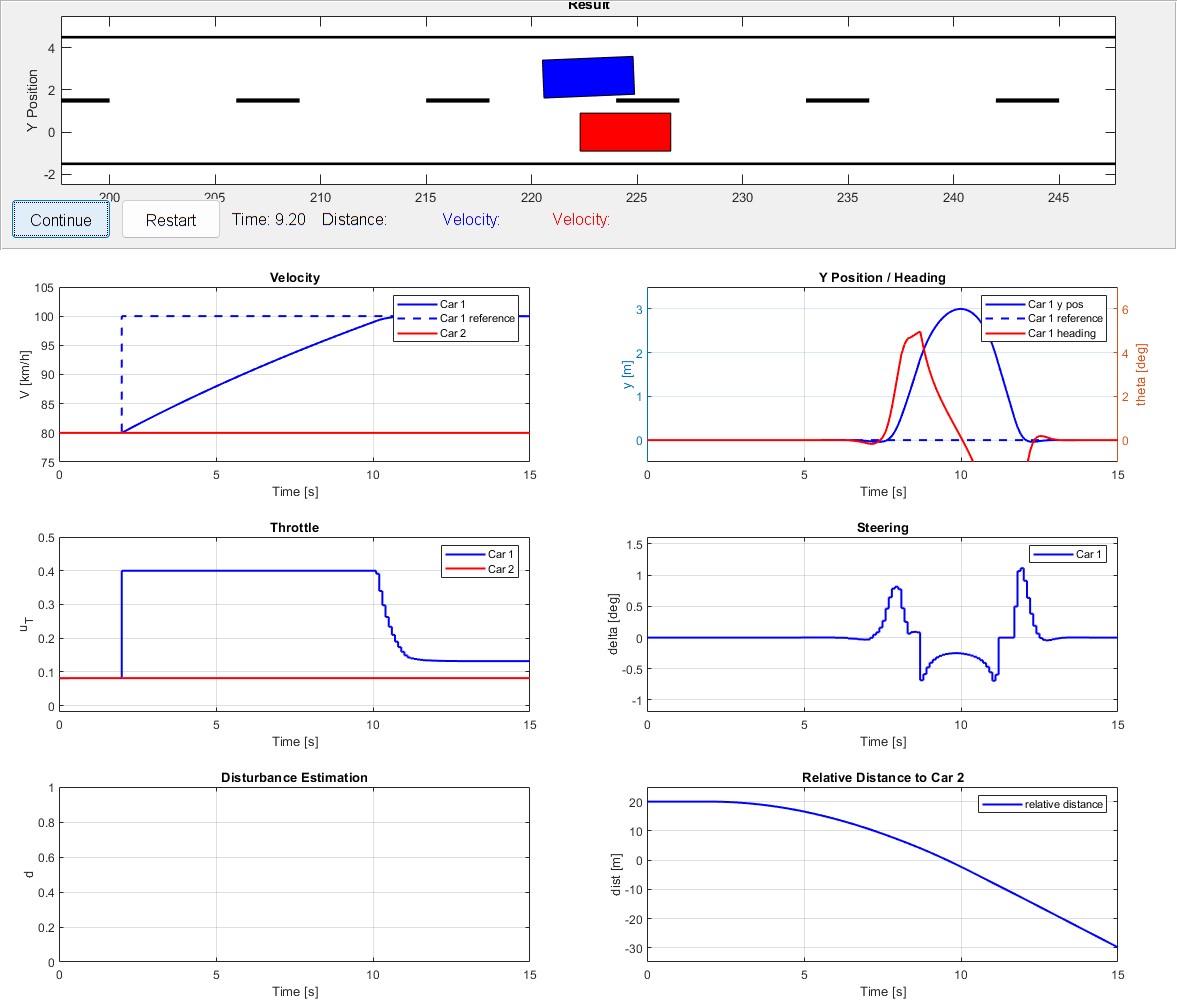 Result
Y Position
4
2
0
-2
200 205 210 215 220 225 230 235 240 245
Continue Restart Time: 9.20 Distance: Velocity: Velocity:
Velocity
V [km/h]
105
100
95
90
85
80
75
Car 1
Car 1 reference
Car 2
0 5 10 15
Time [s]
Y Position / Heading
y [m]
3
2
1
0
Car 1 y pos
Car 1 reference
Car 1 heading
6
4
2
0
theta [deg]
0 5 10 15
Time [s]
Throttle
u_T
0.5
0.4
0.3
0.2
0.1
0
Car 1
Car 2
0 5 10 15
Time [s]
Steering
delta [deg]
1.5
1
0.5
0
-0.5
-1
Car 1
0 5 10 15
Time [s]
Disturbance Estimation
d
1
0.8
0.6
0.4
0.2
0
0 5 10 15
Time [s]
Relative Distance to Car 2
dist [m]
20
10
0
-10
-20
-30
relative distance
0 5 10 15
Time [s]